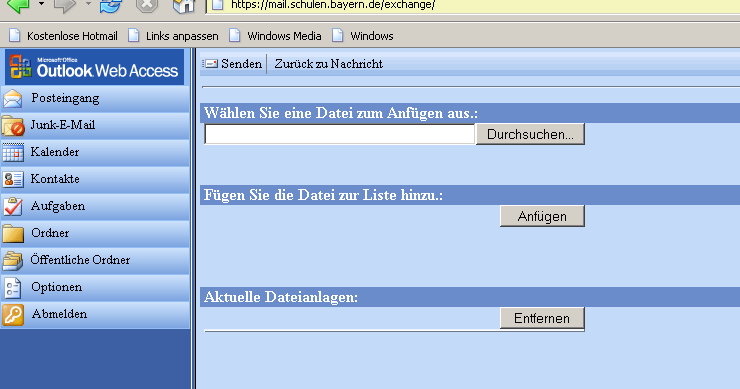 https://mail.schulen.bayern.de/exchange/
Kostenlose Hotmail Links anpassen Windows Media Windows
Microsoft Office
Outlook Web Access
Senden Zurück zu Nachricht
Posteingang
Junk-E-Mail
Kalender
Kontakte
Aufgaben
Ordner
Öffentliche Ordner
Optionen
Abmelden
Wählen Sie eine Datei zum Anfügen aus.:
Durchsuchen...
Fügen Sie die Datei zur Liste hinzu.:
Anfügen
Aktuelle Dateianlagen:
Entfernen